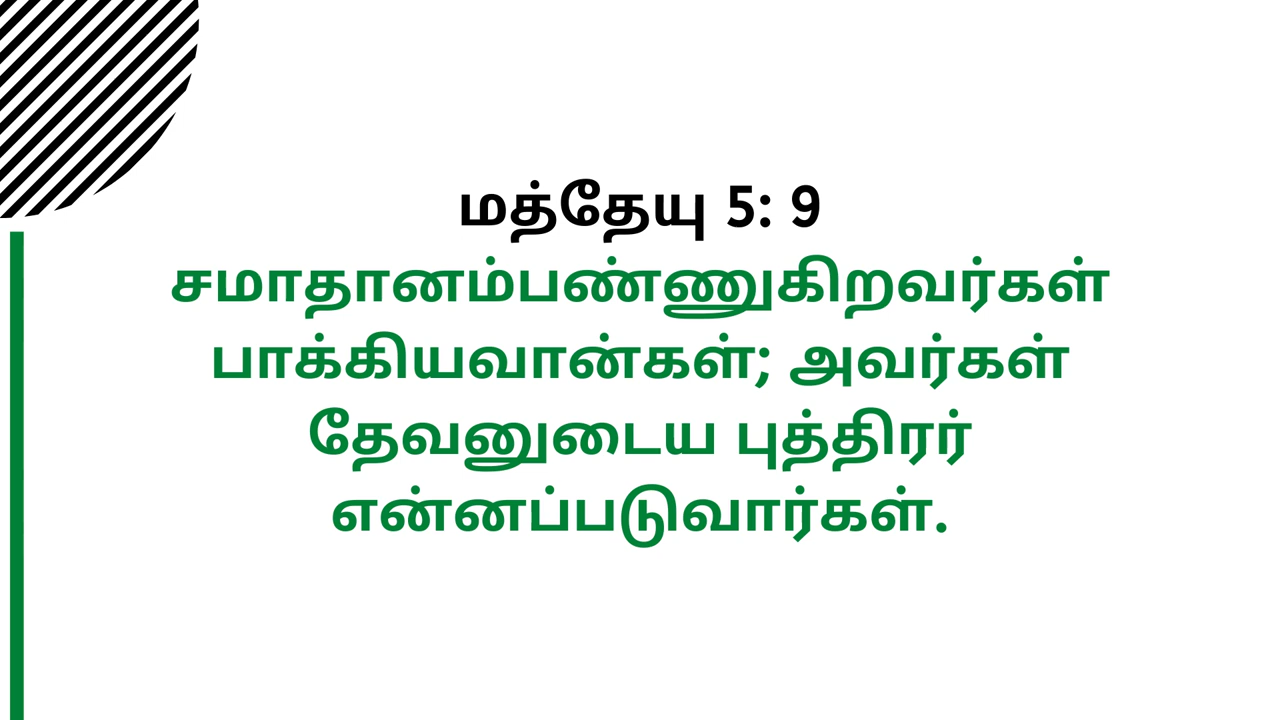 மத்தேயு 5: 9
சமாதானம்பண்ணுகிறவர்கள்
பாக்கியவான்கள்; அவர்கள்
தேவனுடைய புத்திரர்
என்னப்படுவார்கள்.